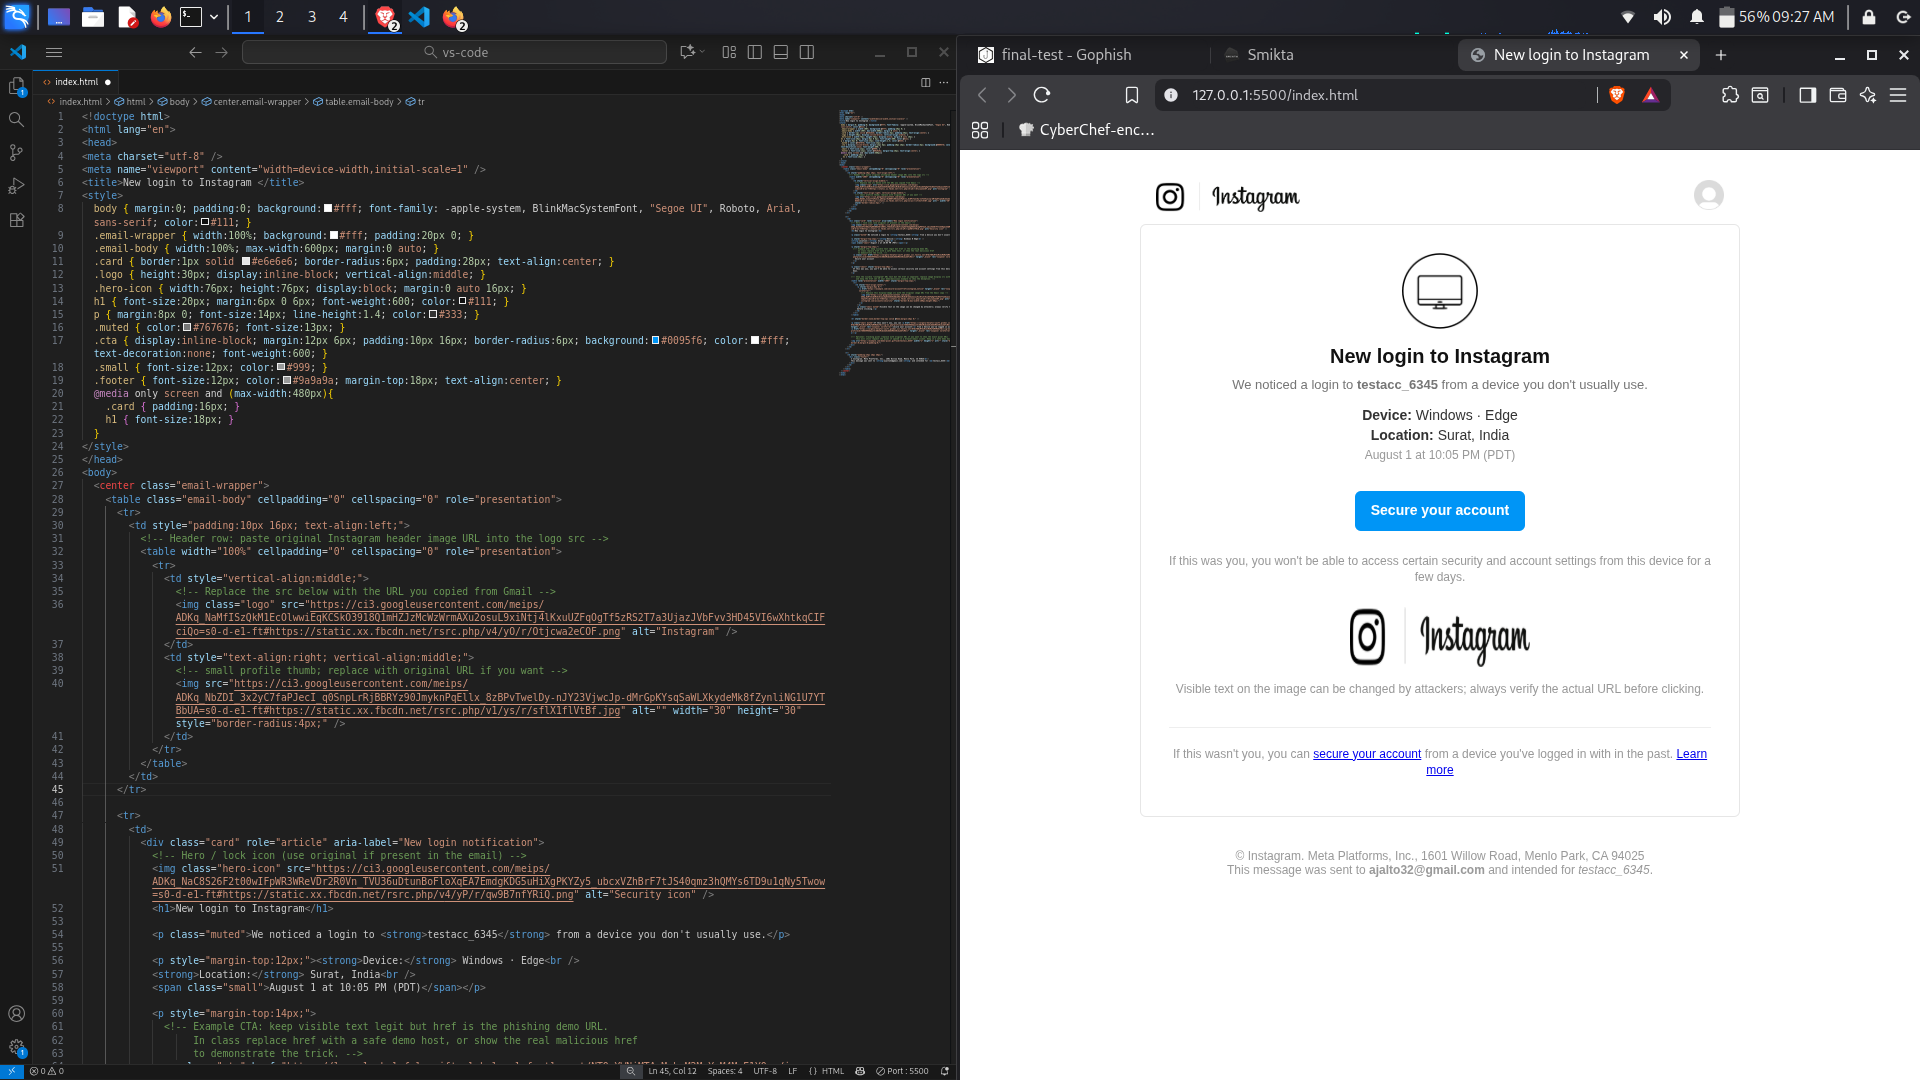 1 2 3 4 2 2 56% 09:27 AM
vs-code
index.html
index.html > html > body > center.email-wrapper > table.email-body > tr
1 <!doctype html>
2 <html lang="en">
3 <head>
4 <meta charset="utf-8" />
5 <meta name="viewport" content="width=device-width,initial-scale=1" />
6 <title>New login to Instagram </title>
7 <style>
8 body { margin:0; padding:0; background:#fff; font-family: -apple-system, BlinkMacSystemFont, "Segoe UI", Roboto, Arial,
sans-serif; color:#111; }
9 .email-wrapper { width:100%; background:#fff; padding:20px 0; }
10 .email-body { width:100%; max-width:600px; margin:0 auto; }
11 .card { border:1px solid #e6e6e6; border-radius:6px; padding:28px; text-align:center; }
12 .logo { height:30px; display:inline-block; vertical-align:middle; }
13 .hero-icon { width:76px; height:76px; display:block; margin:0 auto 16px; }
14 h1 { font-size:20px; margin:6px 0 6px; font-weight:600; color:#111; }
15 p { margin:8px 0; font-size:14px; line-height:1.4; color:#333; }
16 .muted { color:#767676; font-size:13px; }
17 .cta { display:inline-block; margin:12px 6px; padding:10px 16px; border-radius:6px; background:#0095f6; color:#fff;
text-decoration:none; font-weight:600; }
18 .small { font-size:12px; color:#999; }
19 .footer { font-size:12px; color:#9a9a9a; margin-top:18px; text-align:center; }
20 @media only screen and (max-width:480px){
21 .card { padding:16px; }
22 h1 { font-size:18px; }
23 }
24 </style>
25 </head>
26 <body>
27 <center class="email-wrapper">
28 <table class="email-body" cellpadding="0" cellspacing="0" role="presentation">
29 <tr>
30 <td style="padding:10px 16px; text-align:left;">
31 <!-- Header row: paste original Instagram header image URL into the logo src -->
32 <table width="100%" cellpadding="0" cellspacing="0" role="presentation">
33 <tr>
34 <td style="vertical-align:middle;">
35 <!-- Replace the src below with the URL you copied from Gmail -->
36 <img class="logo" src="https://ci3.googleusercontent.com/meips/
=s0-d-e1-ft#https://static.xx.fbcdn.net/rsrc.php/v4/yO/r/Otjcwa2eCOF.png" alt="Instagram" />
37 </td>
38 <td style="text-align:right; vertical-align:middle;">
39 <!-- small profile thumb; replace with original URL if you want -->
40 <img src="https://ci3.googleusercontent.com/meips/
=s0-d-e1-ft#https://static.xx.fbcdn.net/rsrc.php/v1/ys/r/sflX1flVtBf.jpg" alt="" width="30" height="30"
style="border-radius:4px;" />
41 </td>
42 </tr>
43 </table>
44 </td>
45 </tr>
46
47 <tr>
48 <td>
49 <div class="card" role="article" aria-label="New login notification">
50 <!-- Hero / lock icon (use original if present in the email) -->
51 <img class="hero-icon" src="https://ci3.googleusercontent.com/meips/
=s0-d-e1-ft#https://static.xx.fbcdn.net/rsrc.php/v4/yP/r/qw9B7nfYRiQ.png" alt="Security icon" />
52 <h1>New login to Instagram</h1>
53
54 <p class="muted">We noticed a login to <strong>testacc_6345</strong> from a device you don't usually use.</p>
55
56 <p style="margin-top:12px;"><strong>Device:</strong> Windows · Edge<br />
57 <strong>Location:</strong> Surat, India<br />
58 <span class="small">August 1 at 10:05 PM (PDT)</span></p>
59
60 <p style="margin-top:14px;">
61 <!-- Example CTA: keep visible text legit but href is the phishing demo URL.
62 In class replace href with a safe demo host, or show the real malicious href
63 to demonstrate the trick. -->
0 0 Ln 45, Col 12 Spaces: 4 UTF-8 LF {} HTML Port : 5500
final-test - Gophish
Smikta
New login to Instagram
127.0.0.1:5500/index.html
CyberChef-enc...
Instagram
New login to Instagram
We noticed a login to testacc_6345 from a device you don't usually use.
Device: Windows · Edge
Location: Surat, India
August 1 at 10:05 PM (PDT)
Secure your account
If this was you, you won't be able to access certain security and account settings from this device for a
few days.
Instagram
Visible text on the image can be changed by attackers; always verify the actual URL before clicking.
If this wasn't you, you can secure your account from a device you've logged in with in the past. Learn
more
© Instagram. Meta Platforms, Inc., 1601 Willow Road, Menlo Park, CA 94025
This message was sent to ajalto32@gmail.com and intended for testacc_6345.